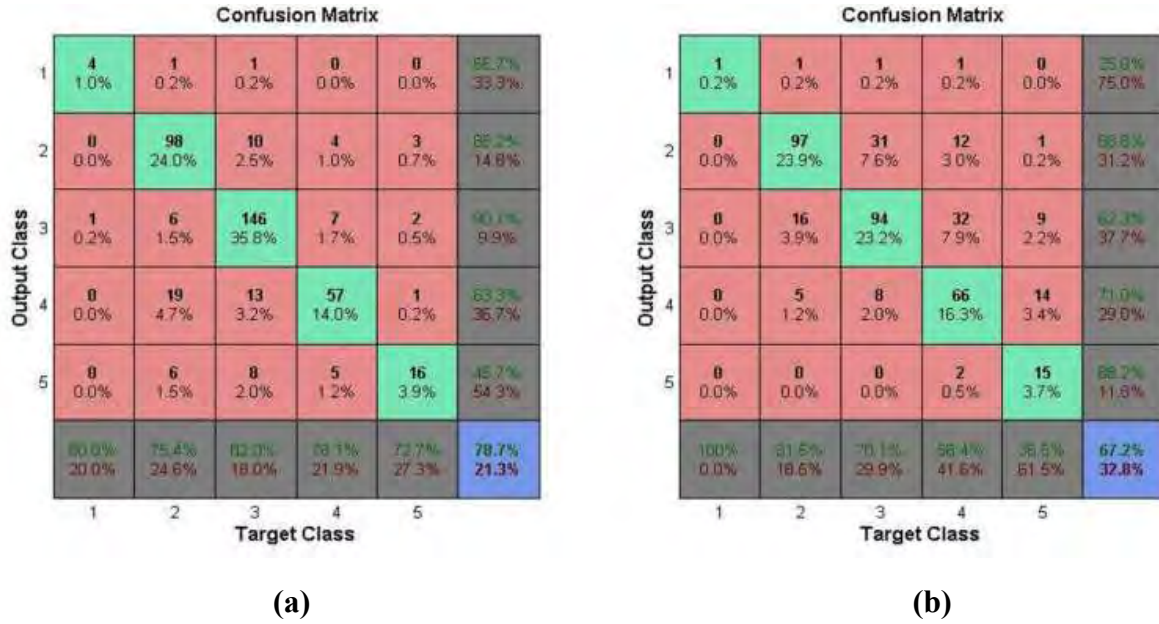 Confusion Matrix
1 4 1 1 0 0 66.7%
1.0% 0.2% 0.2% 0.0% 0.0% 33.3%
2 0 98 10 4 3 85.2%
0.0% 24.0% 2.5% 1.0% 0.7% 14.8%
3 1 6 146 7 2 90.1%
0.2% 1.5% 35.8% 1.7% 0.5% 9.9%
4 0 19 13 57 1 63.3%
0.0% 4.7% 3.2% 14.0% 0.2% 36.7%
5 0 6 8 5 16 45.7%
0.0% 1.5% 2.0% 1.2% 3.9% 54.3%
80.0% 75.4% 82.0% 78.1% 72.7% 78.7%
20.0% 24.6% 18.0% 21.9% 27.3% 21.3%
1 2 3 4 5
Output Class
Target Class
(a)
Confusion Matrix
1 1 1 1 1 0 25.0%
0.2% 0.2% 0.2% 0.2% 0.0% 75.0%
2 0 97 31 12 1 68.8%
0.0% 23.9% 7.6% 3.0% 0.2% 31.2%
3 0 16 94 32 9 62.3%
0.0% 3.9% 23.2% 7.9% 2.2% 37.7%
4 0 5 8 66 14 71.0%
0.0% 1.2% 2.0% 16.3% 3.4% 29.0%
5 0 0 0 2 15 88.2%
0.0% 0.0% 0.0% 0.5% 3.7% 11.8%
100% 81.5% 70.1% 58.4% 38.5% 67.2%
0.0% 18.5% 29.9% 41.6% 61.5% 32.8%
1 2 3 4 5
Output Class
Target Class
(b)